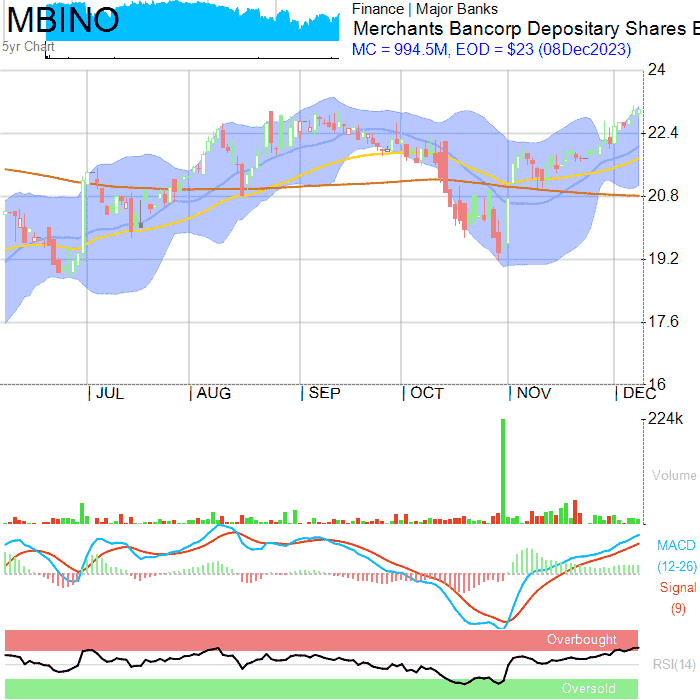 MBINO
5yr Chart
Finance | Major Banks
Merchants Bancorp Depositary Shares E
MC = 994.5M, EOD = $23 (08Dec2023)
24
22.4
20.8
19.2
17.6
16
JUL
AUG
SEP
OCT
NOV
DEC
224k
Volume
MACD
(12-26)
Signal
(9)
Overbought
RSI(14)
Oversold